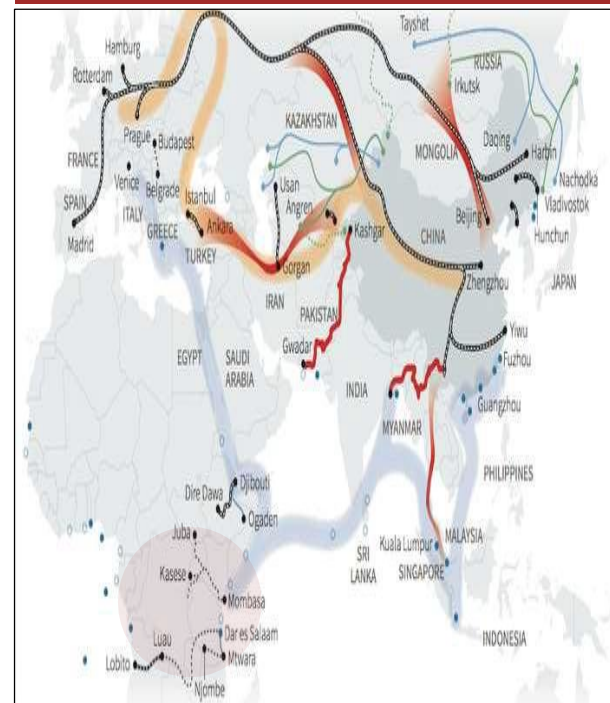 Hamburg
Tayshet
Rotterdam
RUSSIA
Irkutsk
Prague
Budapest
KAZAKHSTAN
Daqing
Harbin
MONGOLIA
FRANCE
Venice
Belgrade
Usan
Nachodka
SPAIN
ITALY
Istanbul
Angren
Vladivostok
Madrid
GREECE
Ankara
Kashgar
Beijing
Hunchun
TURKEY
CHINA
Gorgan
Zhengzhou
JAPAN
IRAN
PAKISTAN
Yiwu
Gwadar
EGYPT
SAUDI
ARABIA
INDIA
Fuzhou
Guangzhou
MYANMAR
PHILIPPINES
Djibouti
Dire Dawa
Ogaden
Juba
Kuala Lumpur
MALAYSIA
SRI
LANKA
SINGAPORE
Kasese
Mombasa
INDONESIA
Dar es Salaam
Luau
Lobito
Mtwara
Njombe